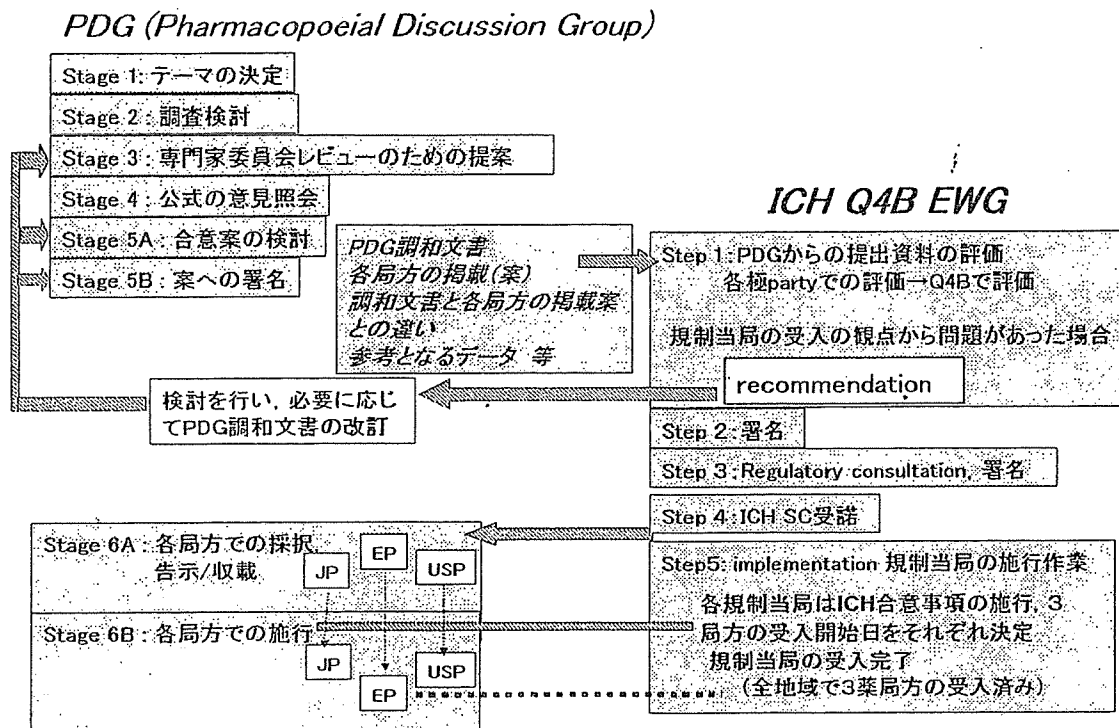 PDG (Pharmacopoeial Discussion Group)
Stage 1: テーマの決定
Stage 2 : 調査検討
Stage 3 : 専門家委員会レビューのための提案
Stage 4 : 公式の意見照会
Stage 5A : 合意案の検討
Stage 5B : 案への署名
PDG調和文書
各局方の掲載(案)
調和文書と各局方の掲載案
との違い
参考となるデータ 等
検討を行い, 必要に応じ
てPDG調和文書の改訂
ICH Q4B EWG
Step 1:PDGからの提出資料の評価
各極partyでの評価→Q4Bで評価
規制当局の受入の観点から問題があった場合
recommendation
Step 2:署名
Step 3:Regulatory consultation, 署名
Step 4:ICH SC受諾
Step5: implementation 規制当局の施行作業
各規制当局はICH合意事項の施行, 3
局方の受入開始日をそれぞれ決定
規制当局の受入完了
(全地域で3薬局方の受入済み)
Stage 6A : 各局方での採択
告示/収載
JP
EP
USP
Stage 6B : 各局方での施行
JP
EP
USP